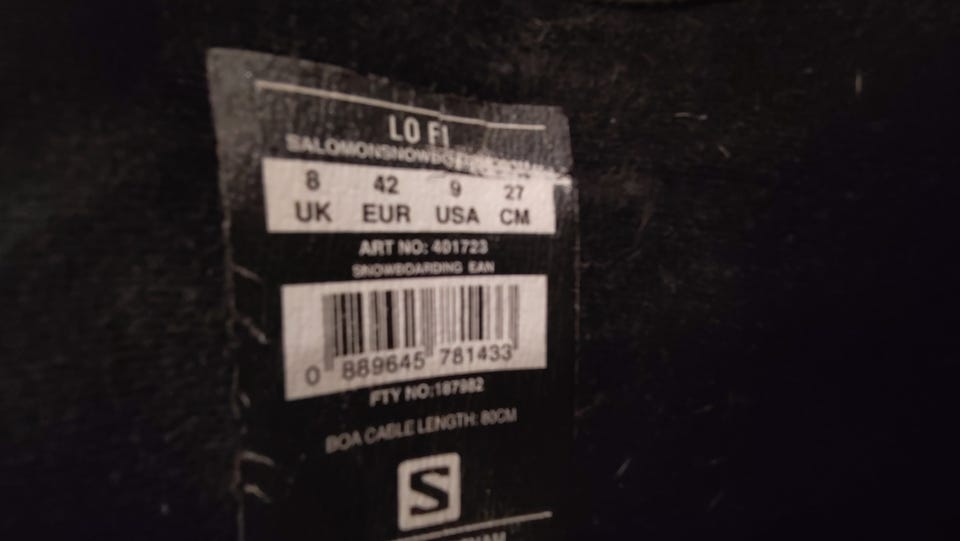 LO FI
8 42 9 27
UK EUR USA CM
ART NO: 401723
SNOWBOARDING EAN
0 889645 781433
FTY NO:187982
BOA CABLE LENGTH: 80CM
S